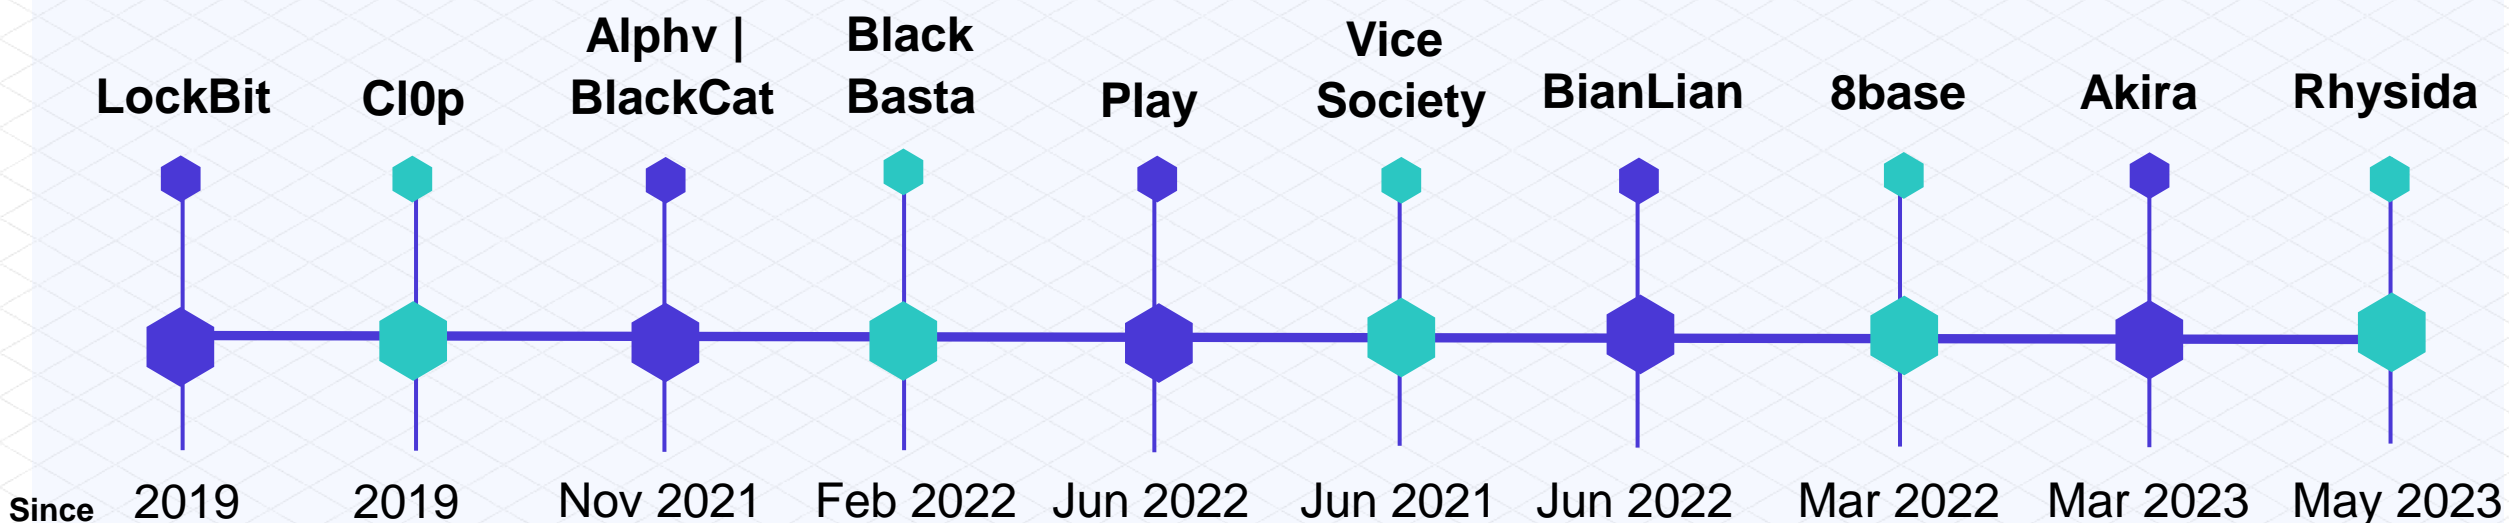 LockBit
Cl0p
Alphv |
BlackCat
Black
Basta
Play
Vice
Society
BianLian
8base
Akira
Rhysida
Since
2019
2019
Nov 2021
Feb 2022
Jun 2022
Jun 2021
Jun 2022
Mar 2022
Mar 2023
May 2023